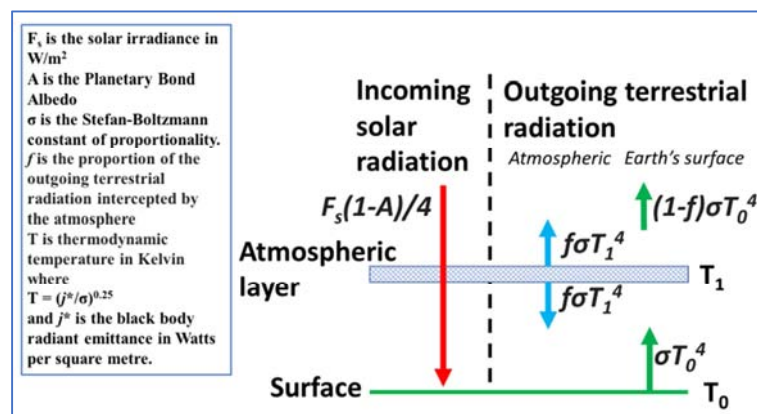 F_s is the solar irradiance in
W/m²
A is the Planetary Bond
Albedo
σ is the Stefan-Boltzmann
constant of proportionality.
f is the proportion of the
outgoing terrestrial
radiation intercepted by
the atmosphere
T is thermodynamic
temperature in Kelvin
where
T = (j*/σ)^0.25
and j* is the black body
radiant emittance in Watts
per square metre.
Incoming
solar
radiation
Outgoing terrestrial
radiation
Atmospheric Earth's surface
F_s(1-A)/4
(1-f)σT₀⁴
fσT₁⁴
Atmospheric
layer
T₁
fσT₁⁴
σT₀⁴
Surface
T₀